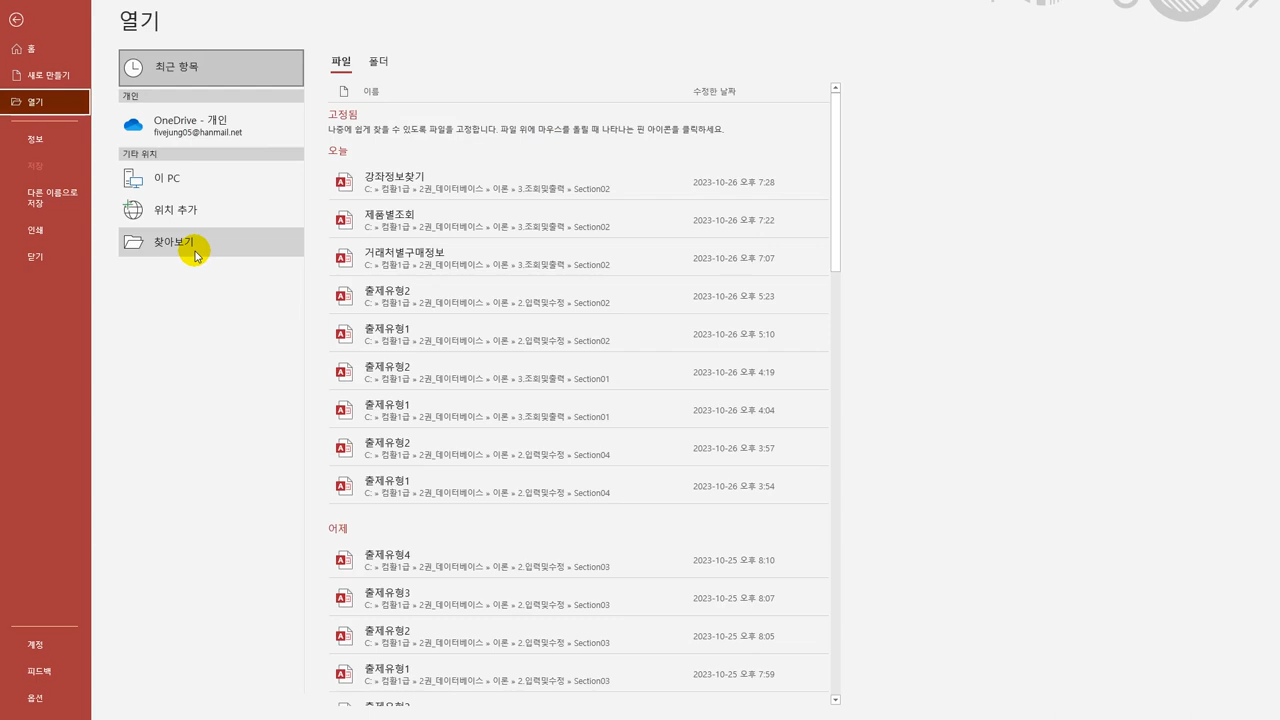 열기
홈
새로 만들기
열기
정보
저장
다른 이름으로
저장
인쇄
닫기
계정
피드백
옵션
최근 항목
개인
OneDrive - 개인
fivejung05@hanmail.net
기타 위치
이 PC
위치 추가
찾아보기
파일 폴더
이름 수정한 날짜
고정됨
나중에 쉽게 찾을 수 있도록 파일을 고정합니다. 파일 위에 마우스를 올릴 때 나타나는 핀 아이콘을 클릭하세요.
오늘
강좌정보찾기 2023-10-26 오후 7:28
C: » 컴활1급 » 2권_데이터베이스 » 이론 » 3.조회및출력 » Section02
제품별조회 2023-10-26 오후 7:22
C: » 컴활1급 » 2권_데이터베이스 » 이론 » 3.조회및출력 » Section02
거래처별구매정보 2023-10-26 오후 7:07
C: » 컴활1급 » 2권_데이터베이스 » 이론 » 3.조회및출력 » Section02
출제유형2 2023-10-26 오후 5:23
C: » 컴활1급 » 2권_데이터베이스 » 이론 » 2.입력및수정 » Section02
출제유형1 2023-10-26 오후 5:10
C: » 컴활1급 » 2권_데이터베이스 » 이론 » 2.입력및수정 » Section02
출제유형2 2023-10-26 오후 4:19
C: » 컴활1급 » 2권_데이터베이스 » 이론 » 3.조회및출력 » Section01
출제유형1 2023-10-26 오후 4:04
C: » 컴활1급 » 2권_데이터베이스 » 이론 » 3.조회및출력 » Section01
출제유형2 2023-10-26 오후 3:57
C: » 컴활1급 » 2권_데이터베이스 » 이론 » 2.입력및수정 » Section04
출제유형1 2023-10-26 오후 3:54
C: » 컴활1급 » 2권_데이터베이스 » 이론 » 2.입력및수정 » Section04
어제
출제유형4 2023-10-25 오후 8:10
C: » 컴활1급 » 2권_데이터베이스 » 이론 » 2.입력및수정 » Section03
출제유형3 2023-10-25 오후 8:07
C: » 컴활1급 » 2권_데이터베이스 » 이론 » 2.입력및수정 » Section03
출제유형2 2023-10-25 오후 8:05
C: » 컴활1급 » 2권_데이터베이스 » 이론 » 2.입력및수정 » Section03
출제유형1 2023-10-25 오후 7:59
C: » 컴활1급 » 2권_데이터베이스 » 이론 » 2.입력및수정 » Section03